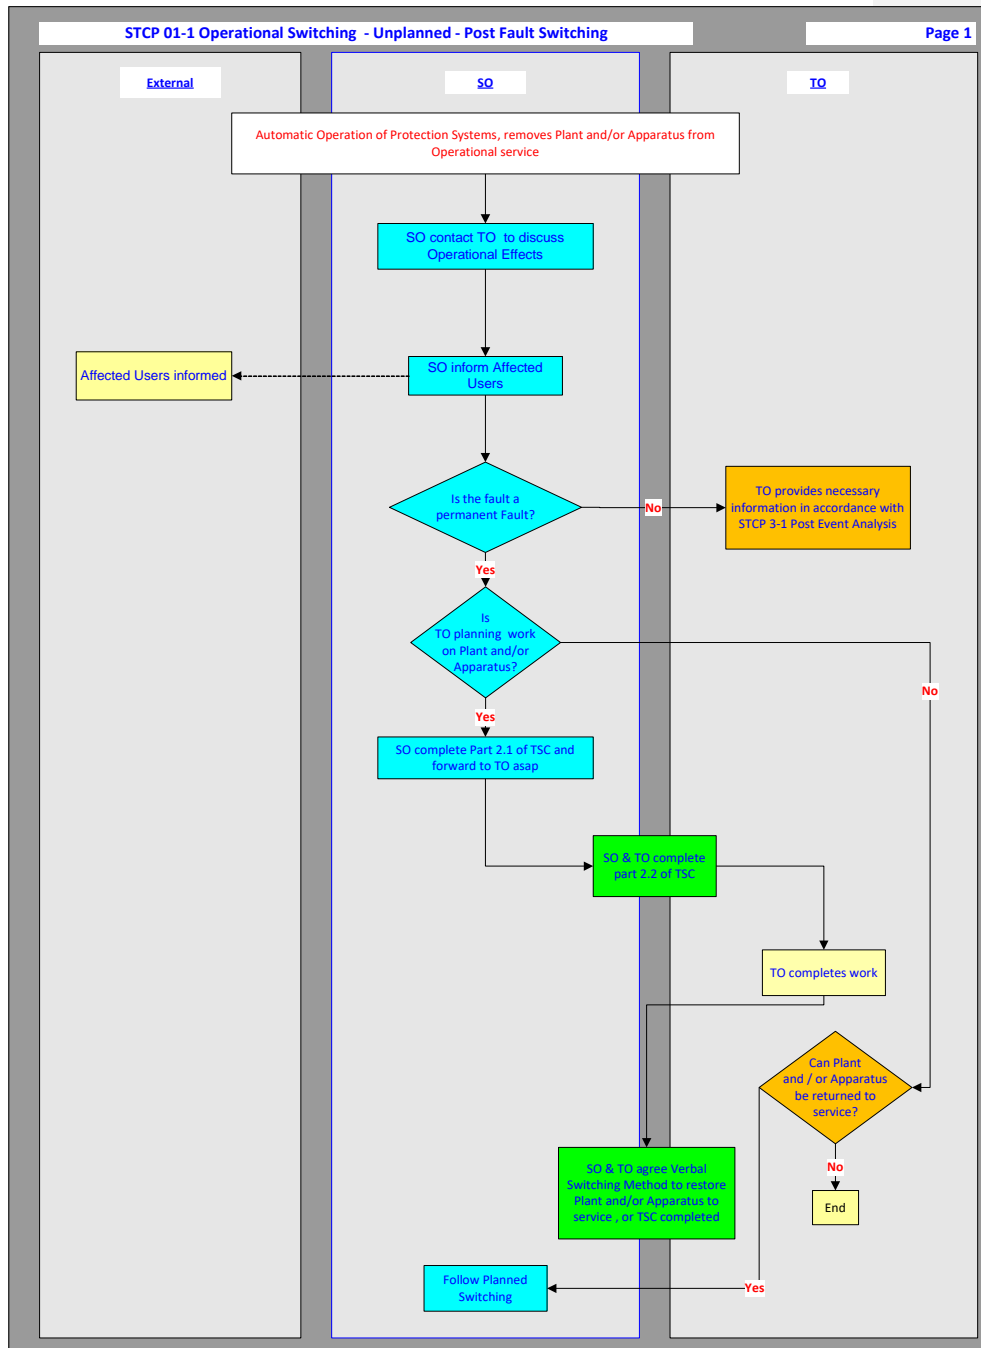 STCP 01-1 Operational Switching - Unplanned - Post Fault Switching
Page 1
External
SO
TO
Automatic Operation of Protection Systems, removes Plant and/or Apparatus from
Operational service
SO contact TO to discuss
Operational Effects
Affected Users informed
SO inform Affected
Users
Is the fault a
permanent Fault?
No
TO provides necessary
information in accordance with
STCP 3-1 Post Event Analysis
Yes
Is
TO planning work
on Plant and/or
Apparatus?
No
Yes
SO complete Part 2.1 of TSC and
forward to TO asap
SO & TO complete
part 2.2 of TSC
TO completes work
Can Plant
and / or Apparatus
be returned to
service?
No
End
SO & TO agree Verbal
Switching Method to restore
Plant and/or Apparatus to
service , or TSC completed
Follow Planned
Switching
Yes